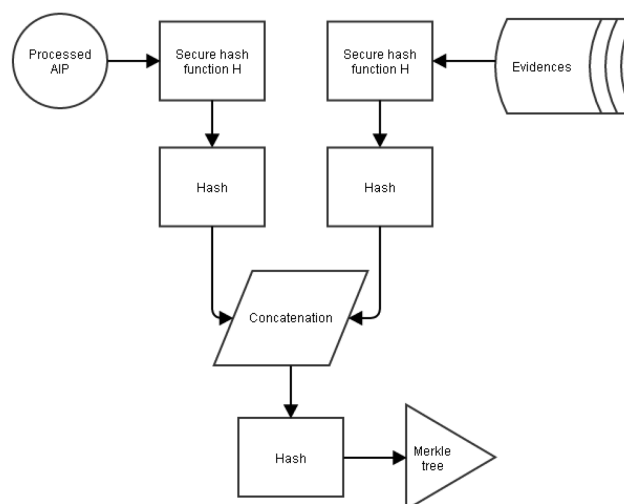 Processed
AIP
Secure hash
function H
Secure hash
function H
Evidences
Hash
Hash
Concatenation
Hash
Merkle
tree